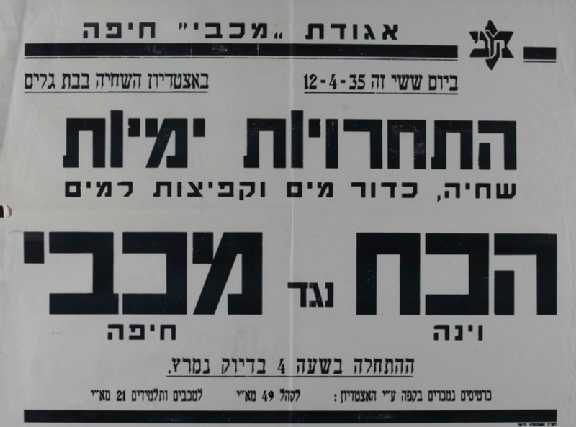 אגודת „מכבי" חיפה
ביום ששי זה 12-4-35 באצטדיון השחיה בבת גלים
התחרויות ימיות
שחיה, כדור מים וקפיצות למים
הכח נגד מכבי
וינה חיפה
ההתחלה בשעה 4 בדיוק נמרץ.
כרטיסים נמכרים בקפה ע"י האצטדיון: לקהל 49 מא"י למכבים ותלמידים 21 מא"י